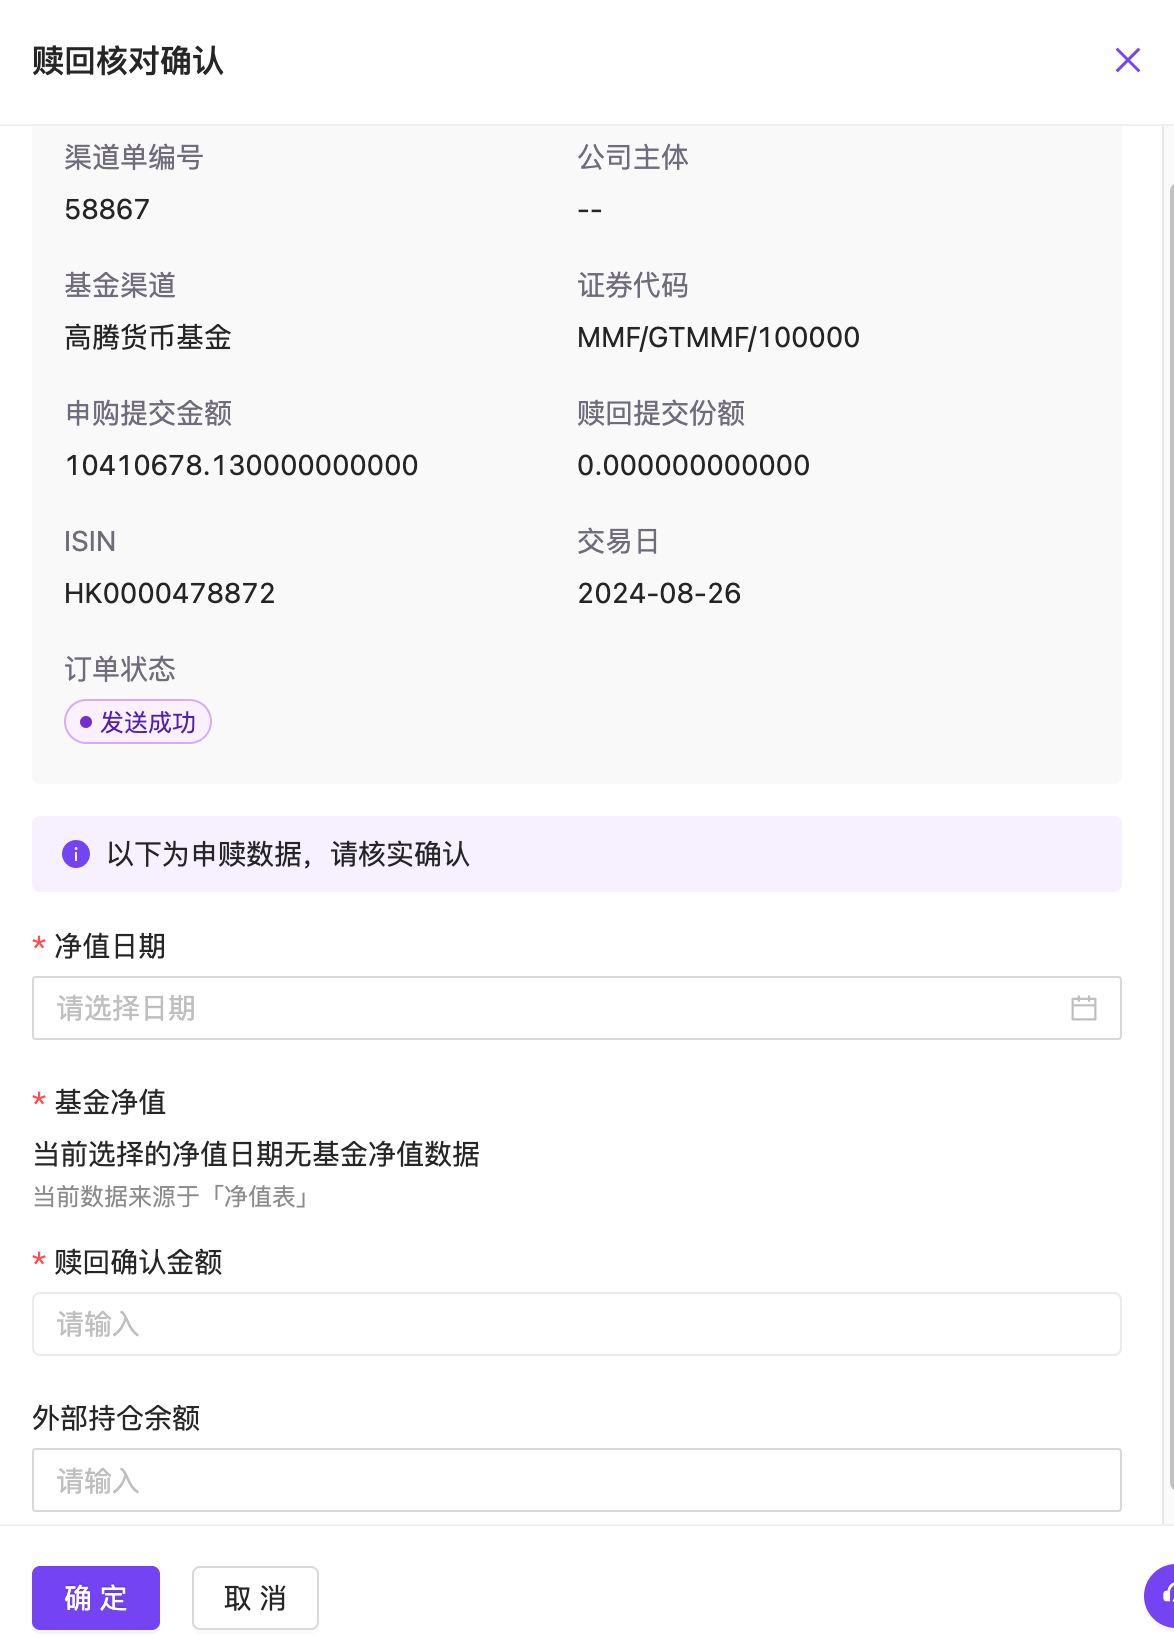 赎回核对确认
渠道单编号
公司主体
58867
--
基金渠道
证券代码
高腾货币基金
MMF/GTMMF/100000
申购提交金额
赎回提交份额
10410678.130000000000
0.000000000000
ISIN
交易日
HK0000478872
2024-08-26
订单状态
发送成功
以下为申赎数据，请核实确认
* 净值日期
请选择日期
* 基金净值
当前选择的净值日期无基金净值数据
当前数据来源于「净值表」
* 赎回确认金额
请输入
外部持仓余额
请输入
确 定
取 消